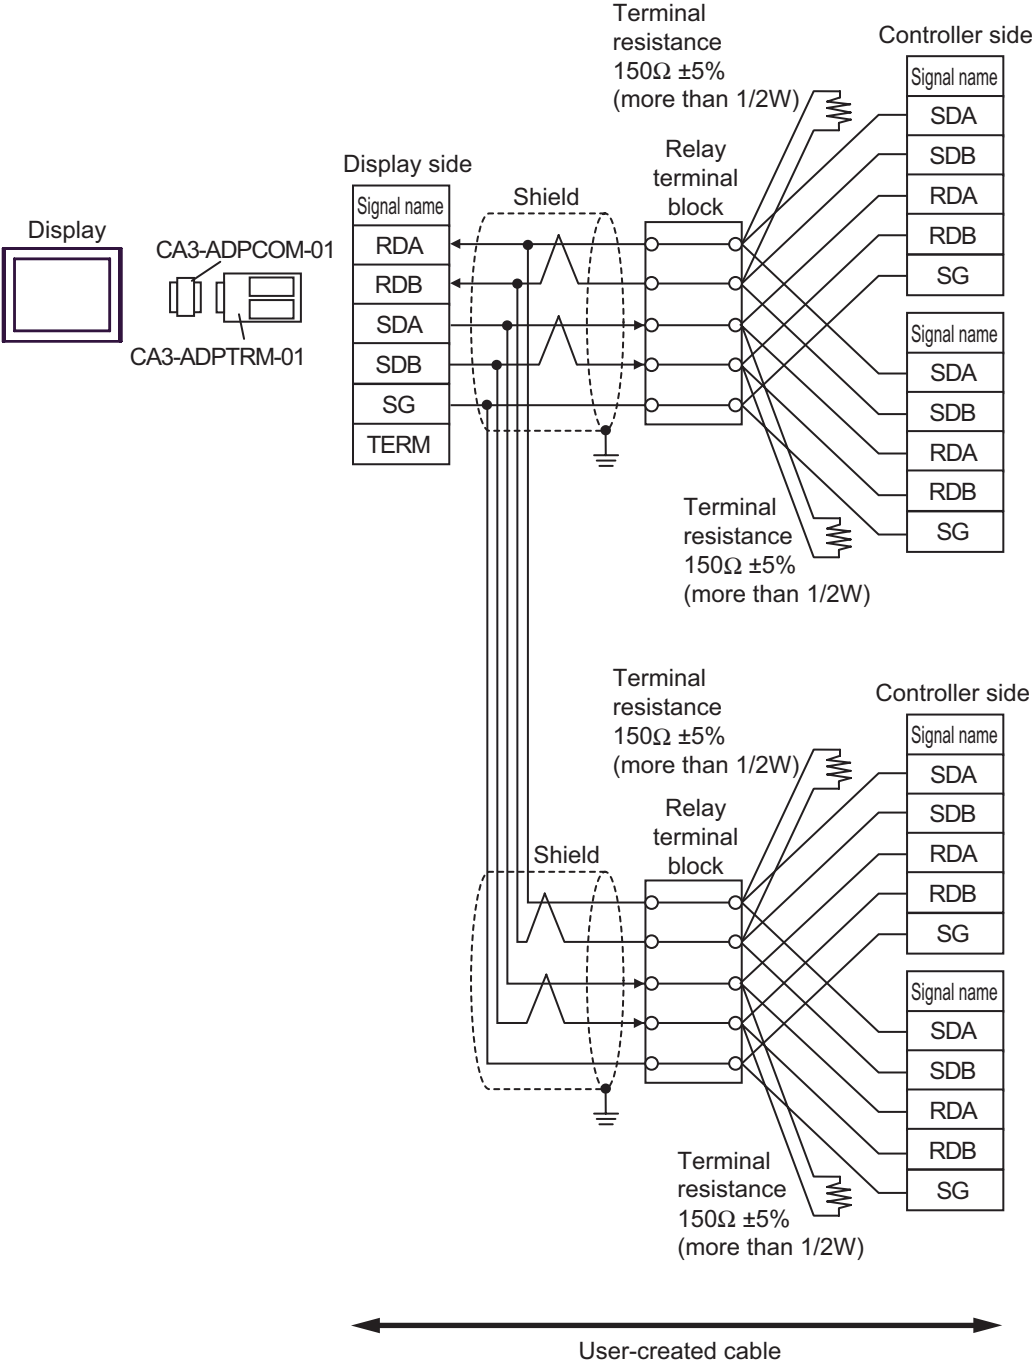 Terminal
resistance
150Ω ±5%
(more than 1/2W)
Controller side
Signal name
SDA
SDB
RDA
RDB
SG
Relay
terminal
block
Display side
Signal name
RDA
RDB
SDA
SDB
SG
TERM
Shield
Display
CA3-ADPCOM-01
CA3-ADPTRM-01
Signal name
SDA
SDB
RDA
RDB
SG
Terminal
resistance
150Ω ±5%
(more than 1/2W)
Terminal
resistance
150Ω ±5%
(more than 1/2W)
Controller side
Signal name
SDA
SDB
RDA
RDB
SG
Relay
terminal
block
Shield
Signal name
SDA
SDB
RDA
RDB
SG
Terminal
resistance
150Ω ±5%
(more than 1/2W)
User-created cable